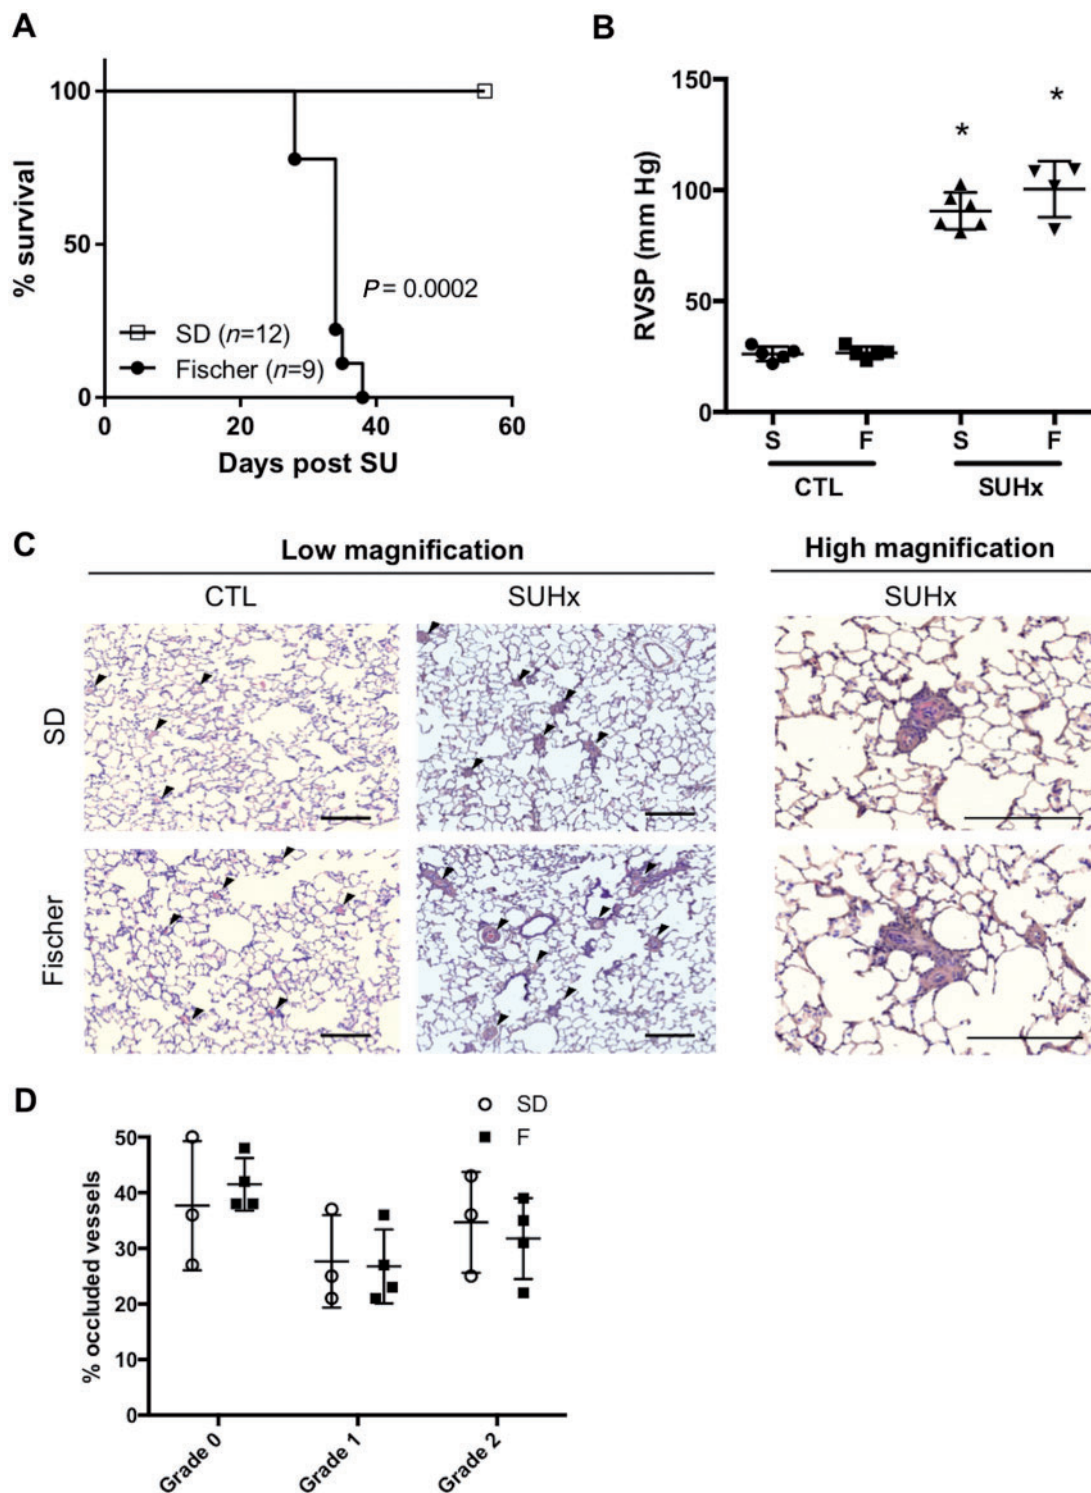 A
100
50
0
% survival
P = 0.0002
SD (n=12)
Fischer (n=9)
0 20 40 60
Days post SU
B
150
100
50
0
RVSP (mm Hg)
* *
S F S F
CTL SUHx
C
Low magnification High magnification
CTL SUHx SUHx
SD
Fischer
D
SD
F
50
40
30
20
10
0
% occluded vessels
Grade 0 Grade 1 Grade 2